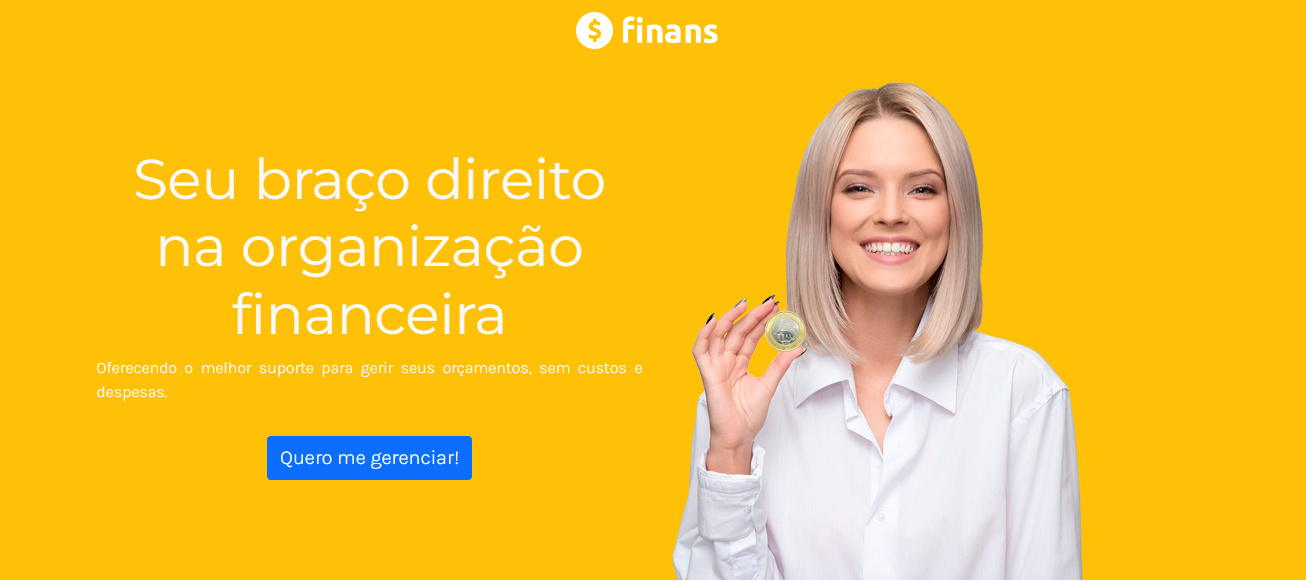 $ finans
Seu braço direito
na organização
financeira
Oferecendo o melhor suporte para gerir seus orçamentos, sem custos e
despesas.
Quero me gerenciar!